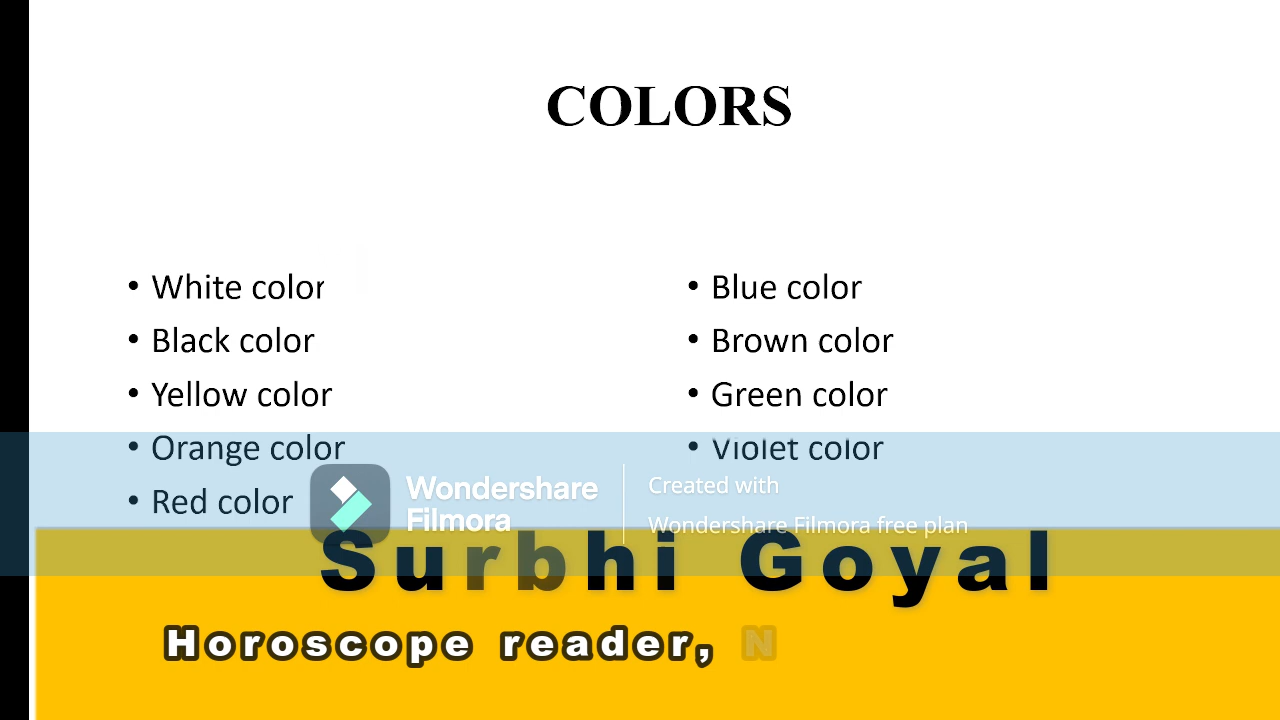 COLORS
• White color
• Black color
• Yellow color
• Orange color
• Red color
• Blue color
• Brown color
• Green color
• Violet color
Wondershare
Filmora
Created with
Wondershare Filmora free plan
Surbhi Goyal
Horoscope reader, N